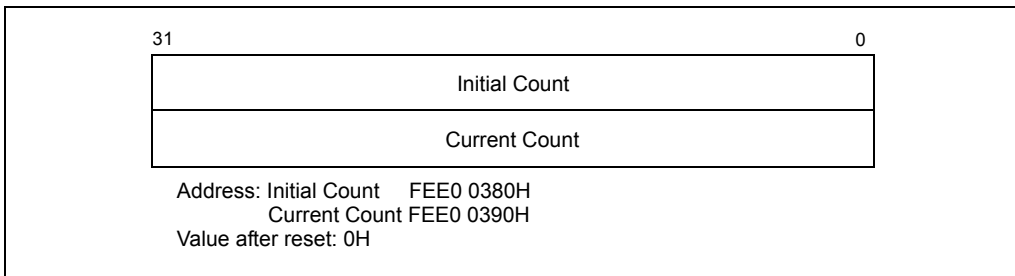 31 0
Initial Count
Current Count
Address: Initial Count FEE0 0380H
Current Count FEE0 0390H
Value after reset: 0H